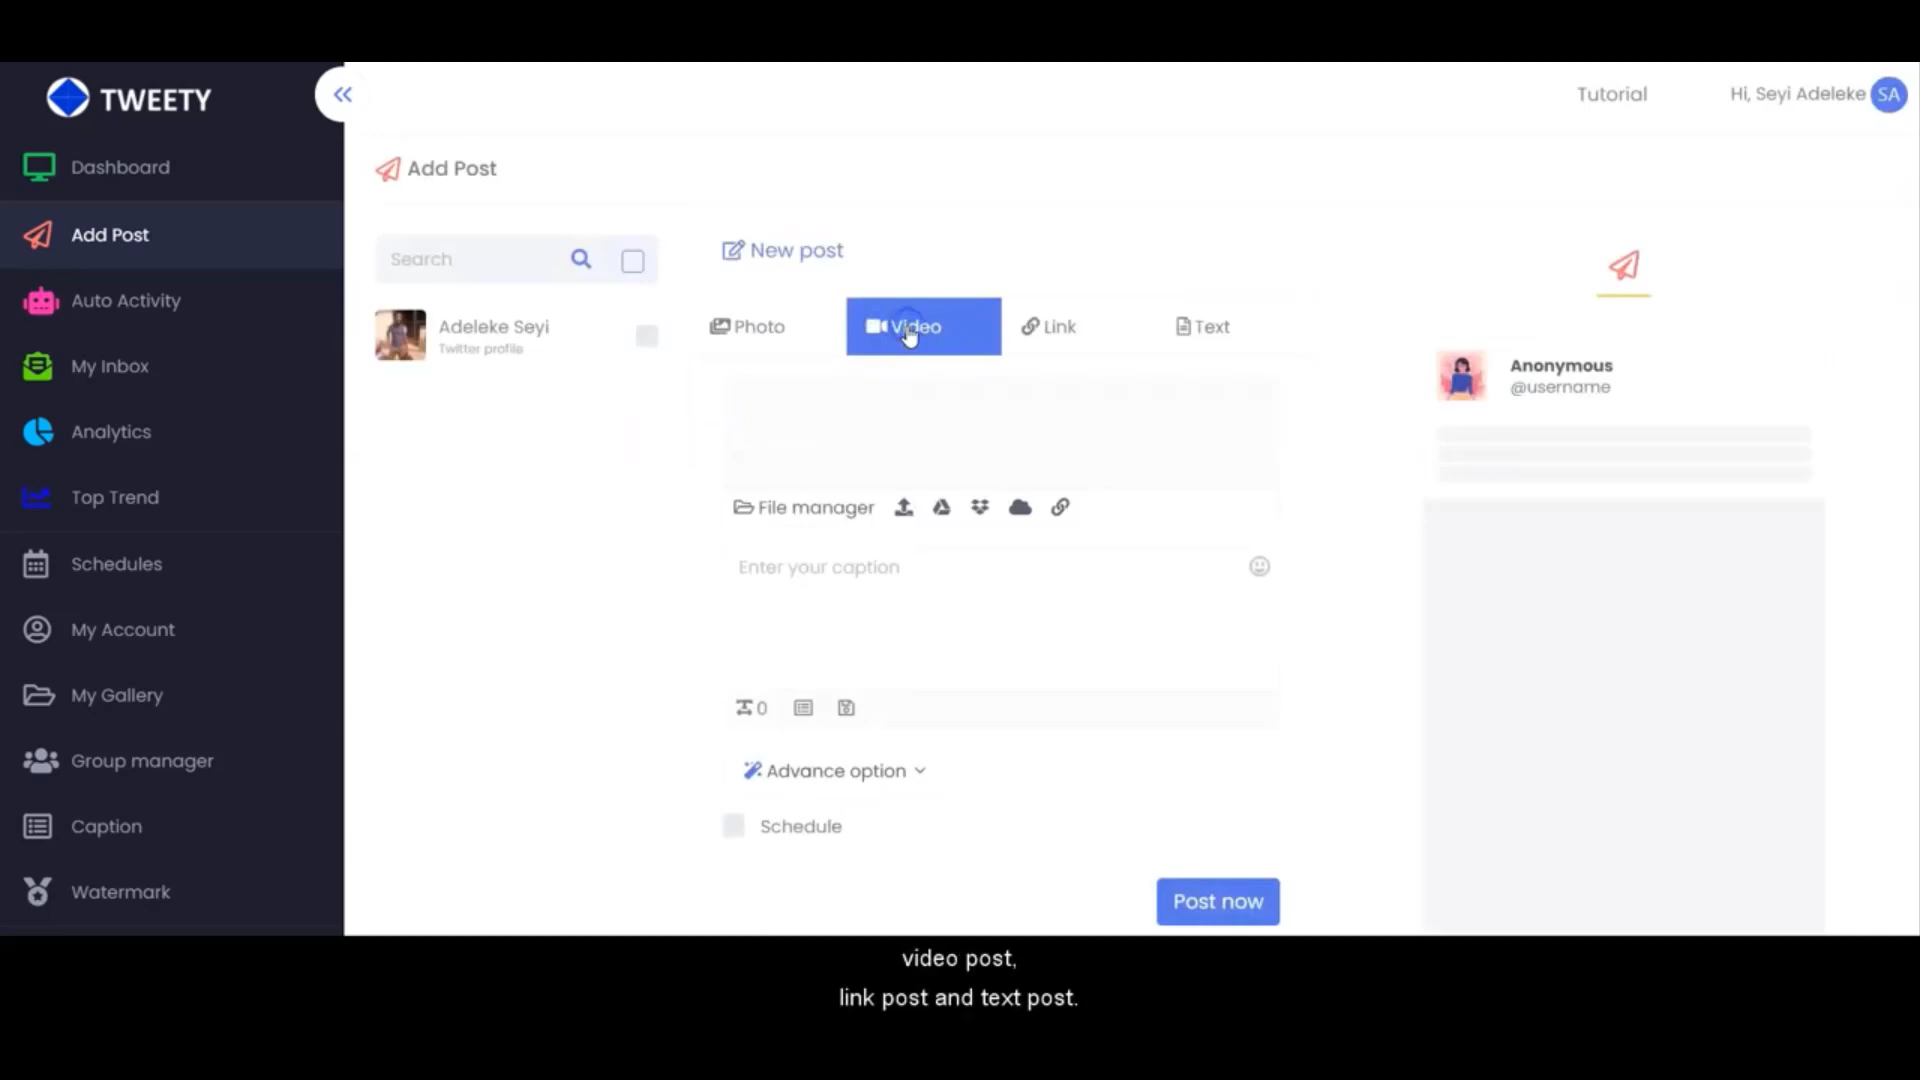 TWEETY
Tutorial
Hi, Seyi Adeleke
SA
Dashboard
Add Post
Auto Activity
My Inbox
Analytics
Top Trend
Schedules
My Account
My Gallery
Group manager
Caption
Watermark
Add Post
Search
Adeleke Seyi
Twitter profile
New post
Photo
Video
Link
Text
File manager
Enter your caption
0
Advance option
Schedule
Post now
Anonymous
@username
video post,
link post and text post.